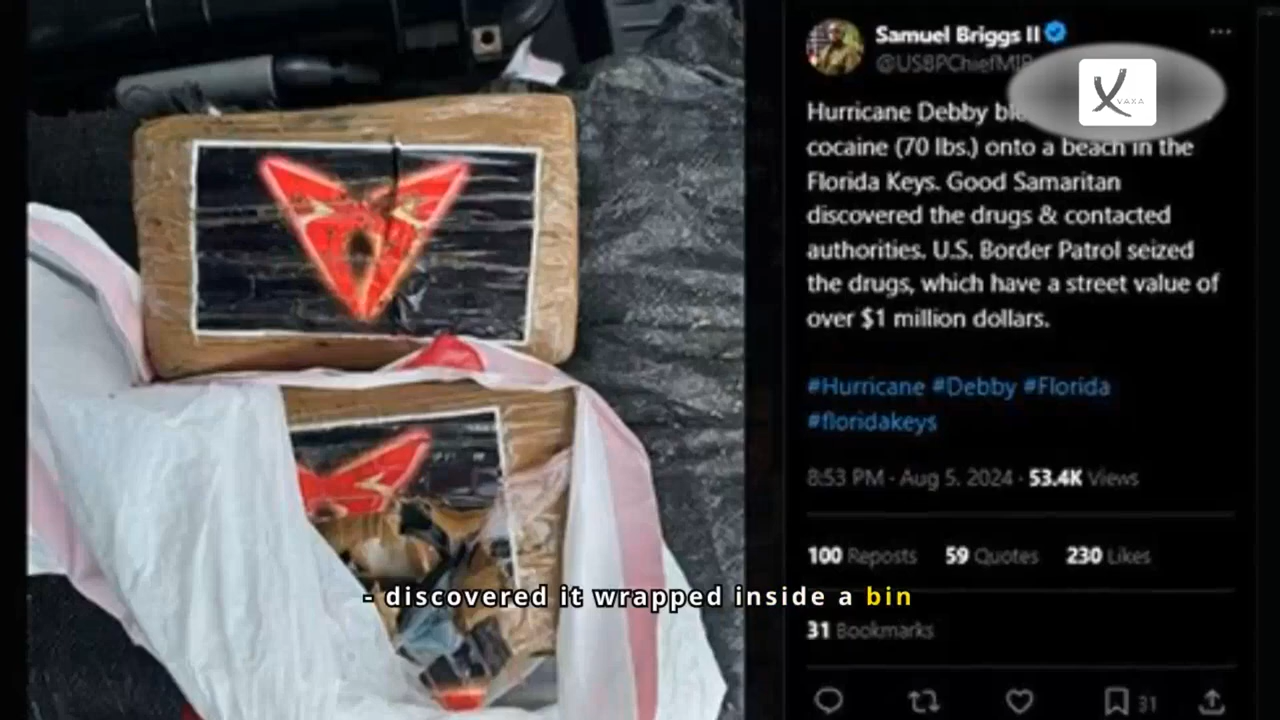 Samuel Briggs II
@USBPChiefMIP
VAXA
Hurricane Debby
cocaine (70 lbs.) onto a beach in the
Florida Keys. Good Samaritan
discovered the drugs & contacted
authorities. U.S. Border Patrol seized
the drugs, which have a street value of
over $1 million dollars.
#Hurricane #Debby #Florida
#floridakeys
8:53 PM · Aug 5, 2024 · 53.4K Views
100 Reposts 59 Quotes 230 Likes
- discovered it wrapped inside a bin
31 Bookmarks
31